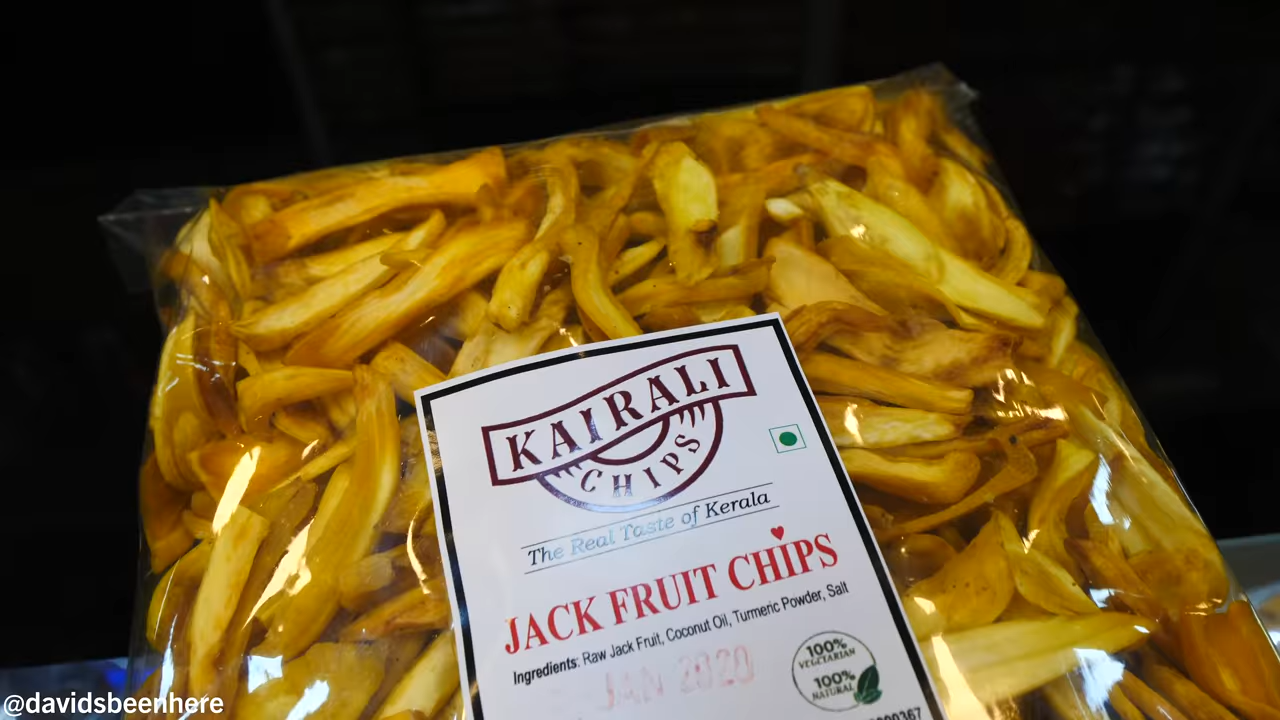 KAIRALI
CHIPS
The Real Taste of Kerala
JACK FRUIT CHIPS
Ingredients: Raw Jack Fruit, Coconut Oil, Turmeric Powder, Salt
JAN 2020
100%
VEGETARIAN
100%
NATURAL
@davidsbeenhere